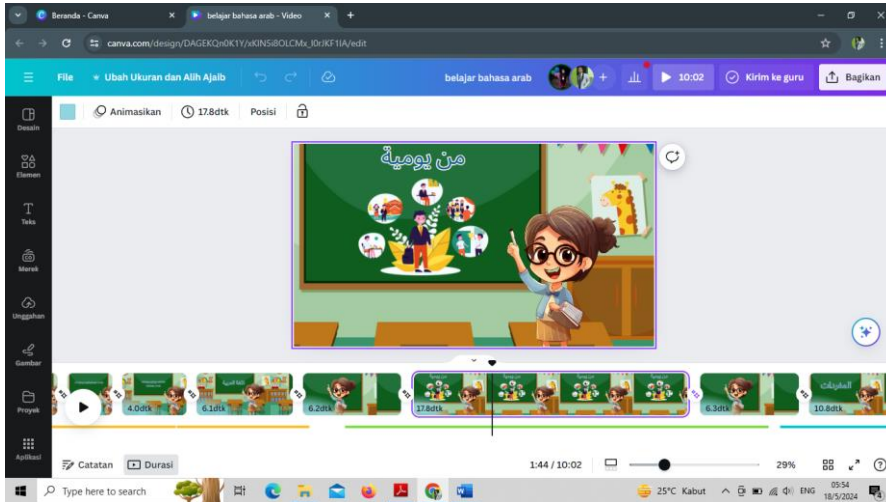 Beranda - Canva
belajar bahasa arab - Video
canva.com/design/DAGEKQn0K1Y/xKIN5i8OLCMx_I0rJKF1IA/edit
File
Ubah Ukuran dan Alih Ajaib
belajar bahasa arab
10:02
Kirim ke guru
Bagikan
Animasikan
17.8dtk
Posisi
Desain
Elemen
Teks
Merek
Unggahan
Gambar
Proyek
Aplikasi
من يومية
4.0dtk
6.1dtk
6.2dtk
17.8dtk
6.3dtk
10.8dtk
المفردات
Catatan
Durasi
1:44 / 10:02
29%
Type here to search
25°C Kabut
ENG
05:54
18/5/2024